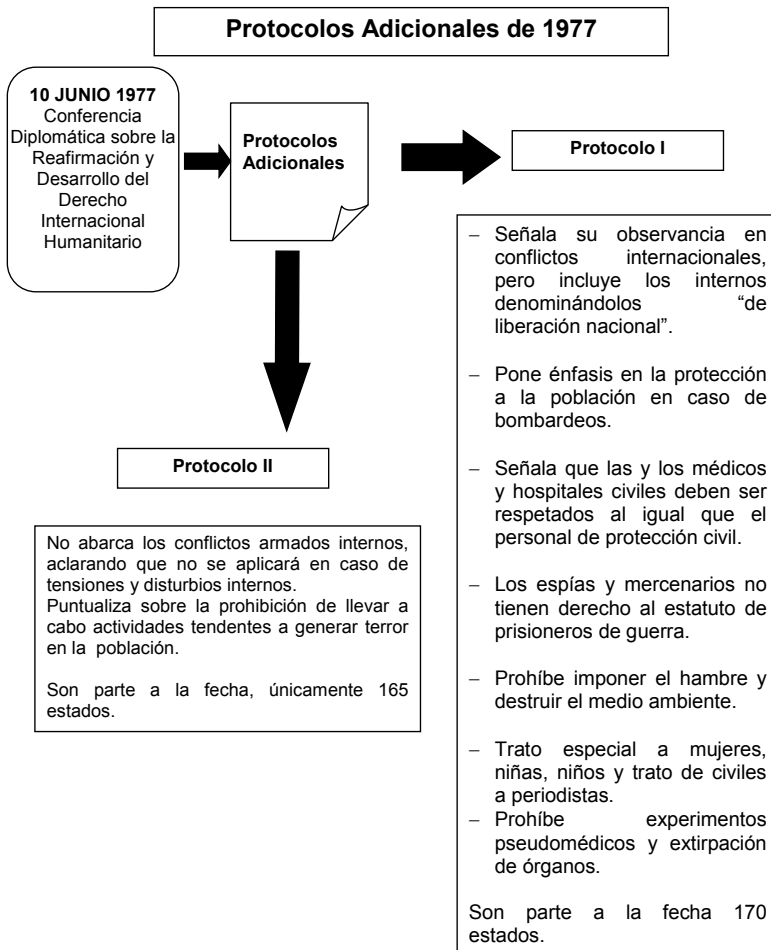 Protocolos Adicionales de 1977
10 JUNIO 1977
Conferencia
Diplomática sobre la
Reafirmación y
Desarrollo del
Derecho
Internacional
Humanitario
Protocolos
Adicionales
Protocolo I
– Señala su observancia en
conflictos internacionales,
pero incluye los internos
denominándolos “de
liberación nacional”.
– Pone énfasis en la protección
a la población en caso de
bombardeos.
– Señala que las y los médicos
y hospitales civiles deben ser
respetados al igual que el
personal de protección civil.
– Los espías y mercenarios no
tienen derecho al estatuto de
prisioneros de guerra.
– Prohíbe imponer el hambre y
destruir el medio ambiente.
– Trato especial a mujeres,
niñas, niños y trato de civiles
a periodistas.
– Prohíbe experimentos
pseudomédicos y extirpación
de órganos.
Son parte a la fecha 170
estados.
Protocolo II
No abarca los conflictos armados internos,
aclarando que no se aplicará en caso de
tensiones y disturbios internos.
Puntualiza sobre la prohibición de llevar a
cabo actividades tendentes a generar terror
en la población.
Son parte a la fecha, únicamente 165
estados.